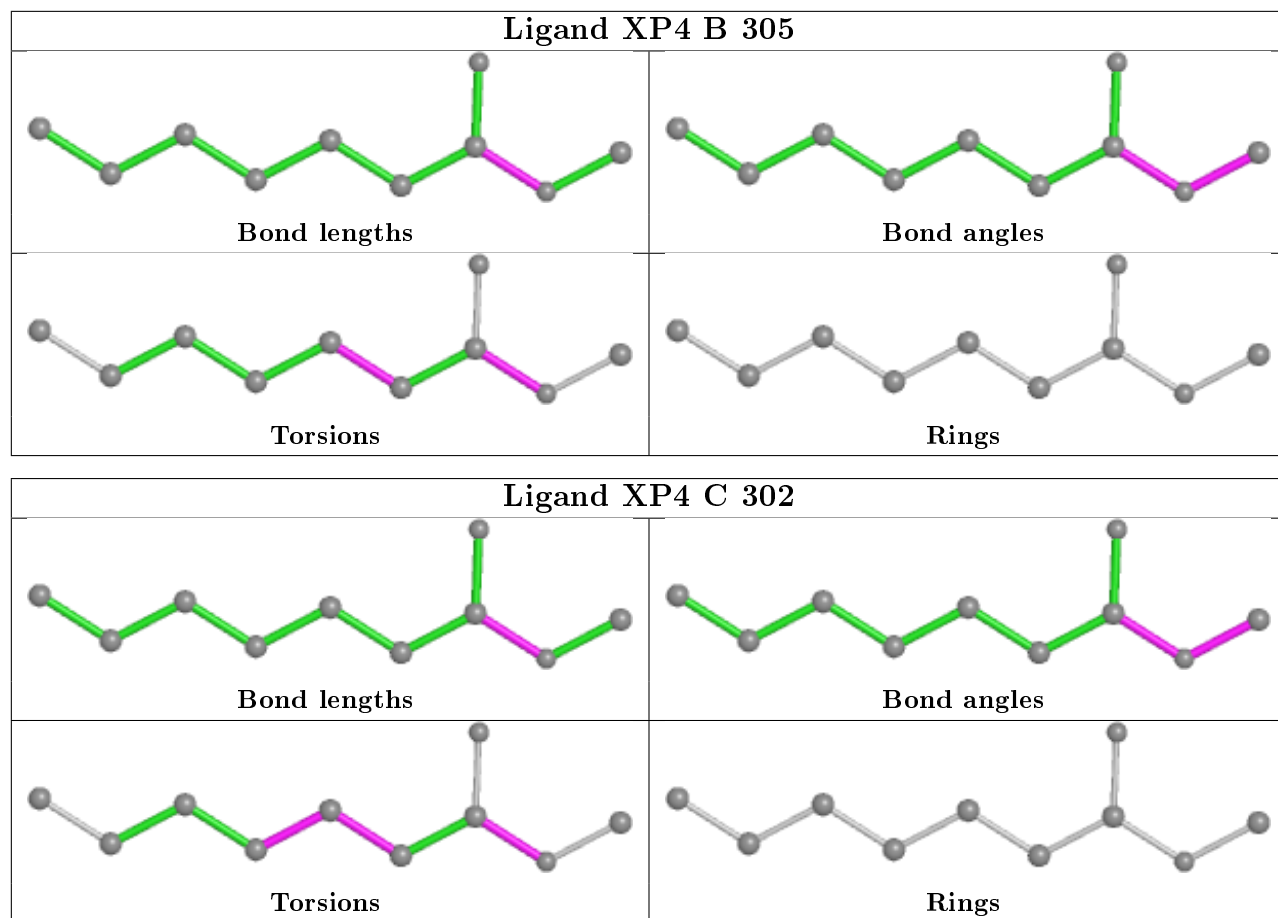 Ligand XP4 B 305
Bond lengths
Bond angles
Torsions
Rings
Ligand XP4 C 302
Bond lengths
Bond angles
Torsions
Rings